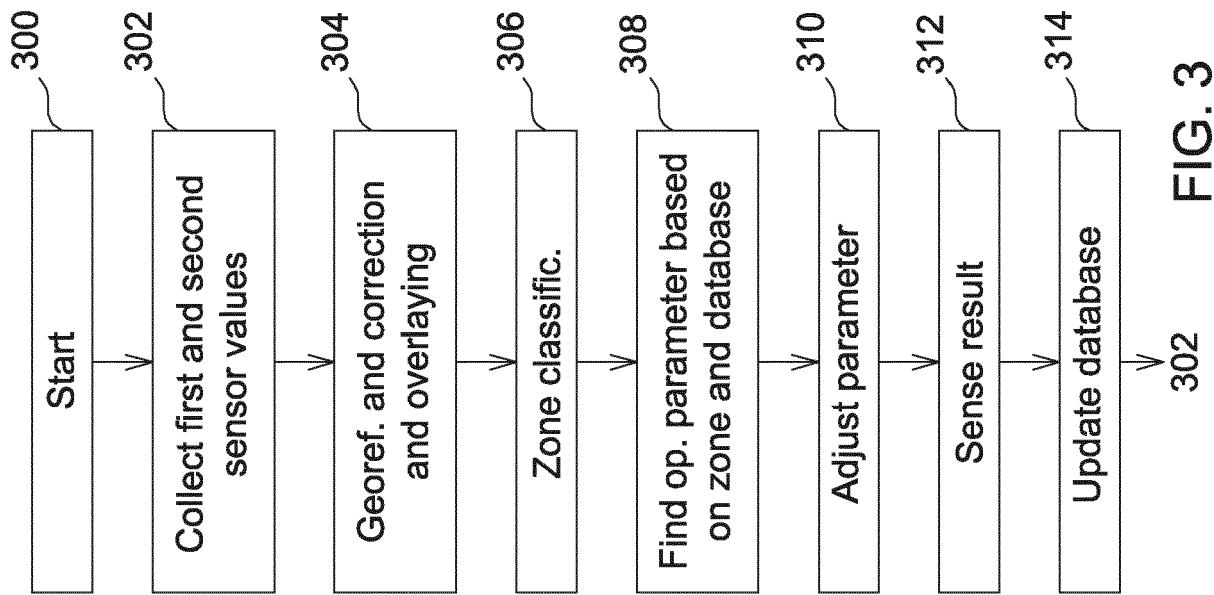 300
Start
302
Collect first and second
sensor values
304
Georef. and correction
and overlaying
306
Zone classific.
308
Find op. parameter based
on zone and database
310
Adjust parameter
312
Sense result
314
Update database
302
FIG. 3